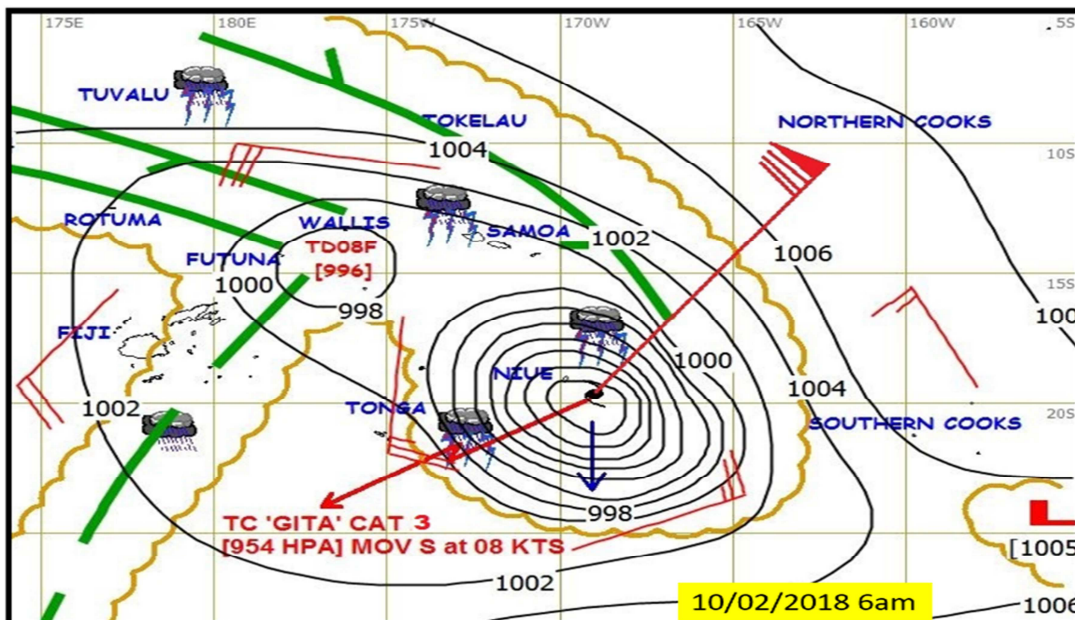 175E 180E 175W 170W 165W 160W 5S
TUVALU
TOKELAU
NORTHERN COOKS
1004
10S
ROTUMA
WALLIS
SAMOA
1002
TD08F
1006
FUTUNA
[996]
1000
15S
998
100
FIJI
1000
NIUE
1004
1002
TONGA
20S
SOUTHERN COOKS
998
TC 'GITA' CAT 3
L
[954 HPA] MOV S at 08 KTS
[1005
1002
10/02/2018 6am
1006